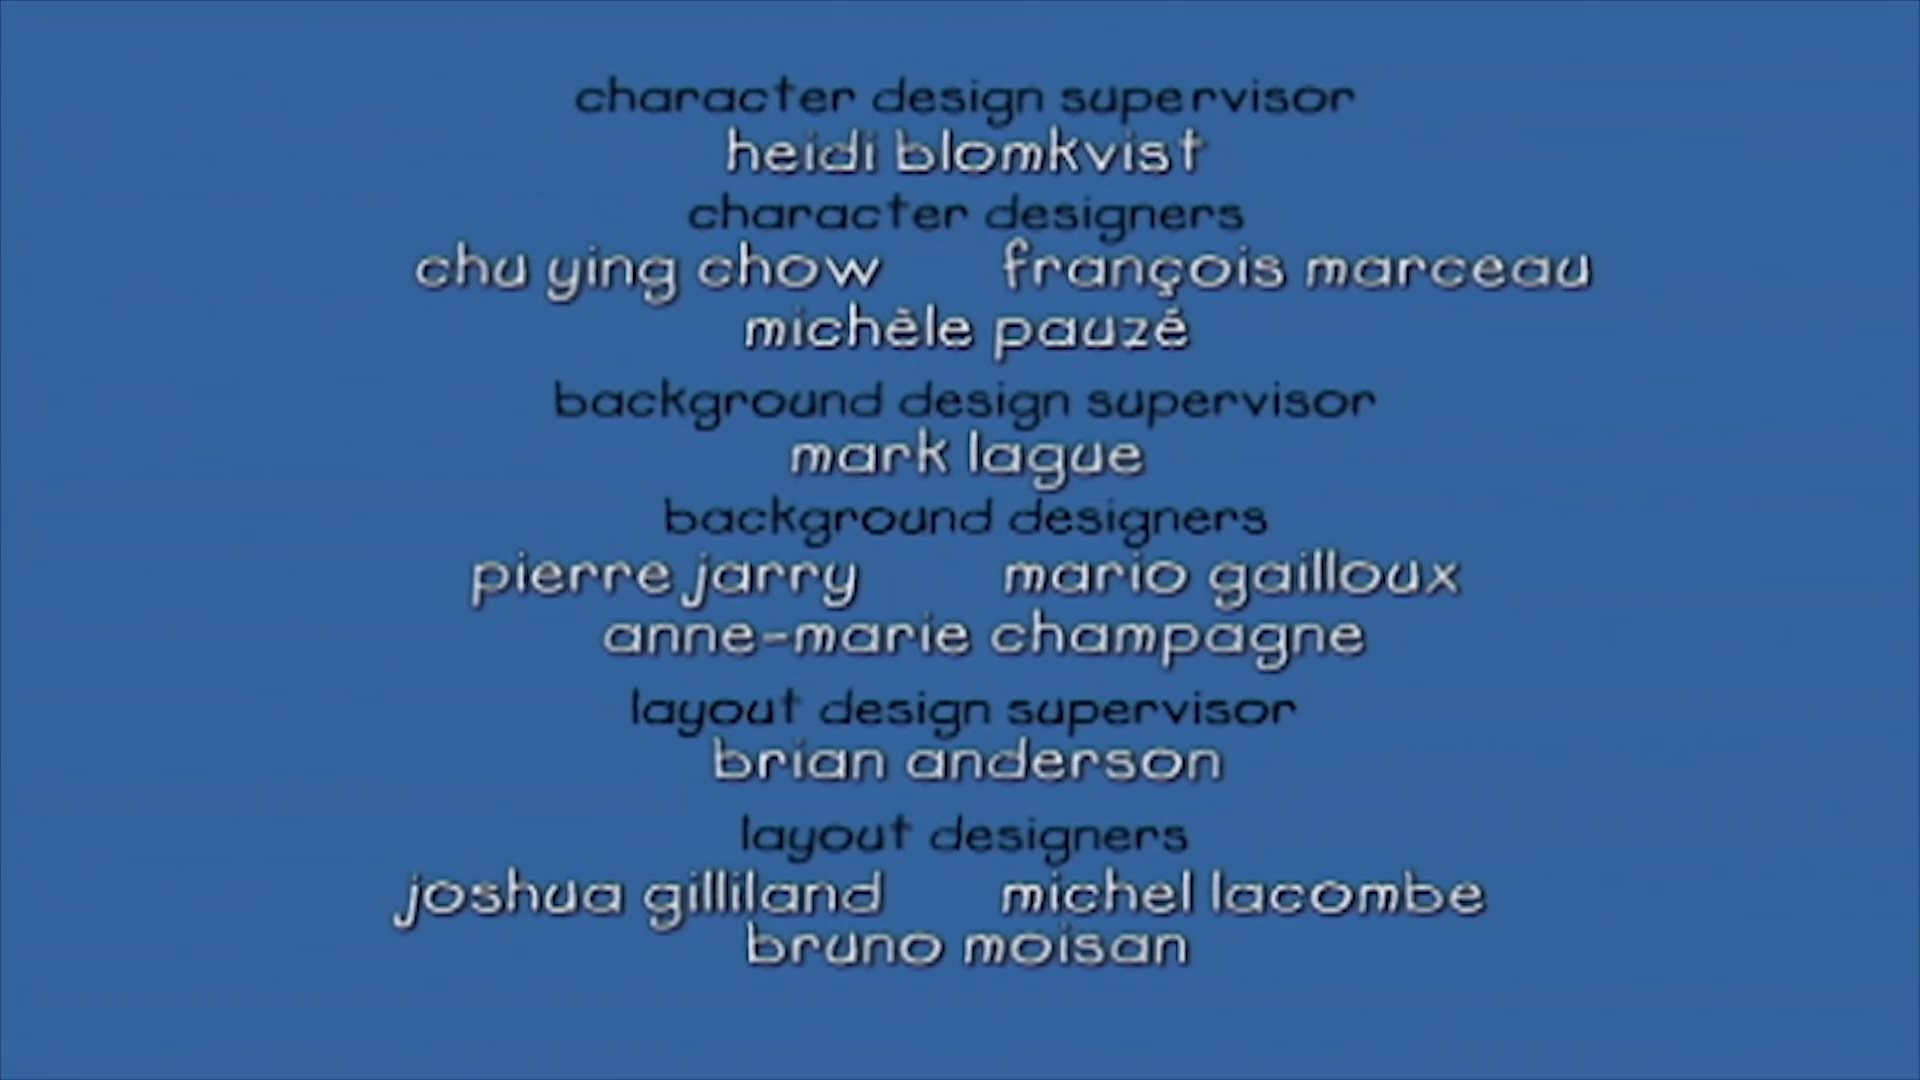 character design supervisor
heidi blomkvist
character designers
chu ying chow françois marceau
michèle pauzé
background design supervisor
mark lague
background designers
pierre jarry mario gailloux
anne-marie champagne
layout design supervisor
brian anderson
layout designers
joshua gilliland michel lacombe
bruno moisan